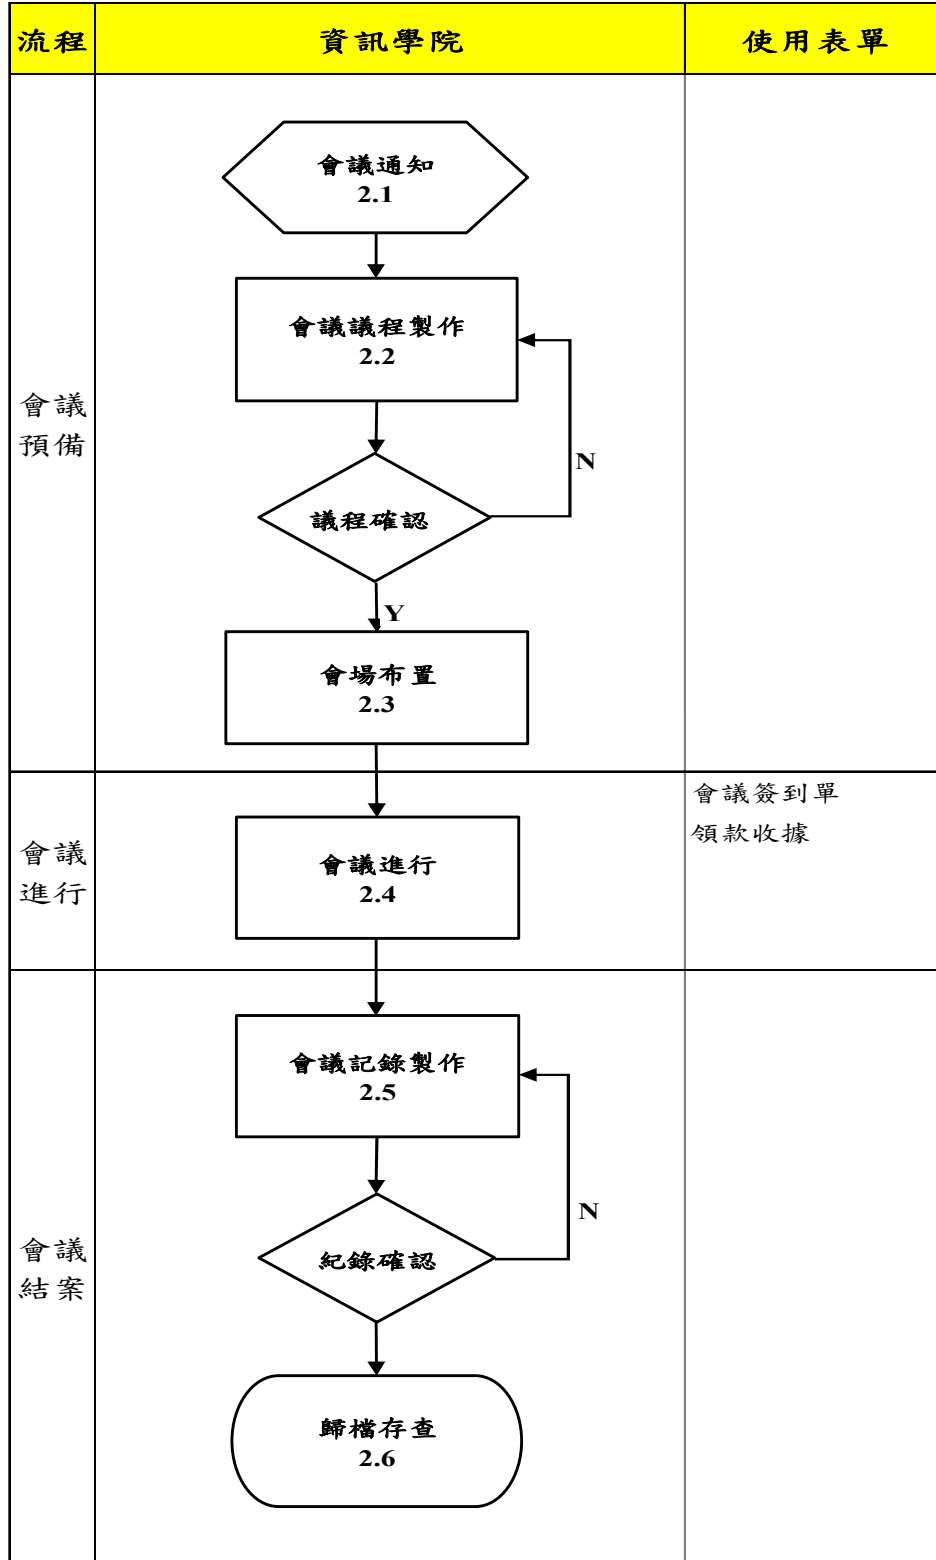 流程
資訊學院
使用表單
會議通知
2.1
會議議程製作
2.2
會議
預備
N
議程確認
Y
會場布置
2.3
會議簽到單
領款收據
會議
進行
會議進行
2.4
會議記錄製作
2.5
N
會議
結案
紀錄確認
歸檔存查
2.6